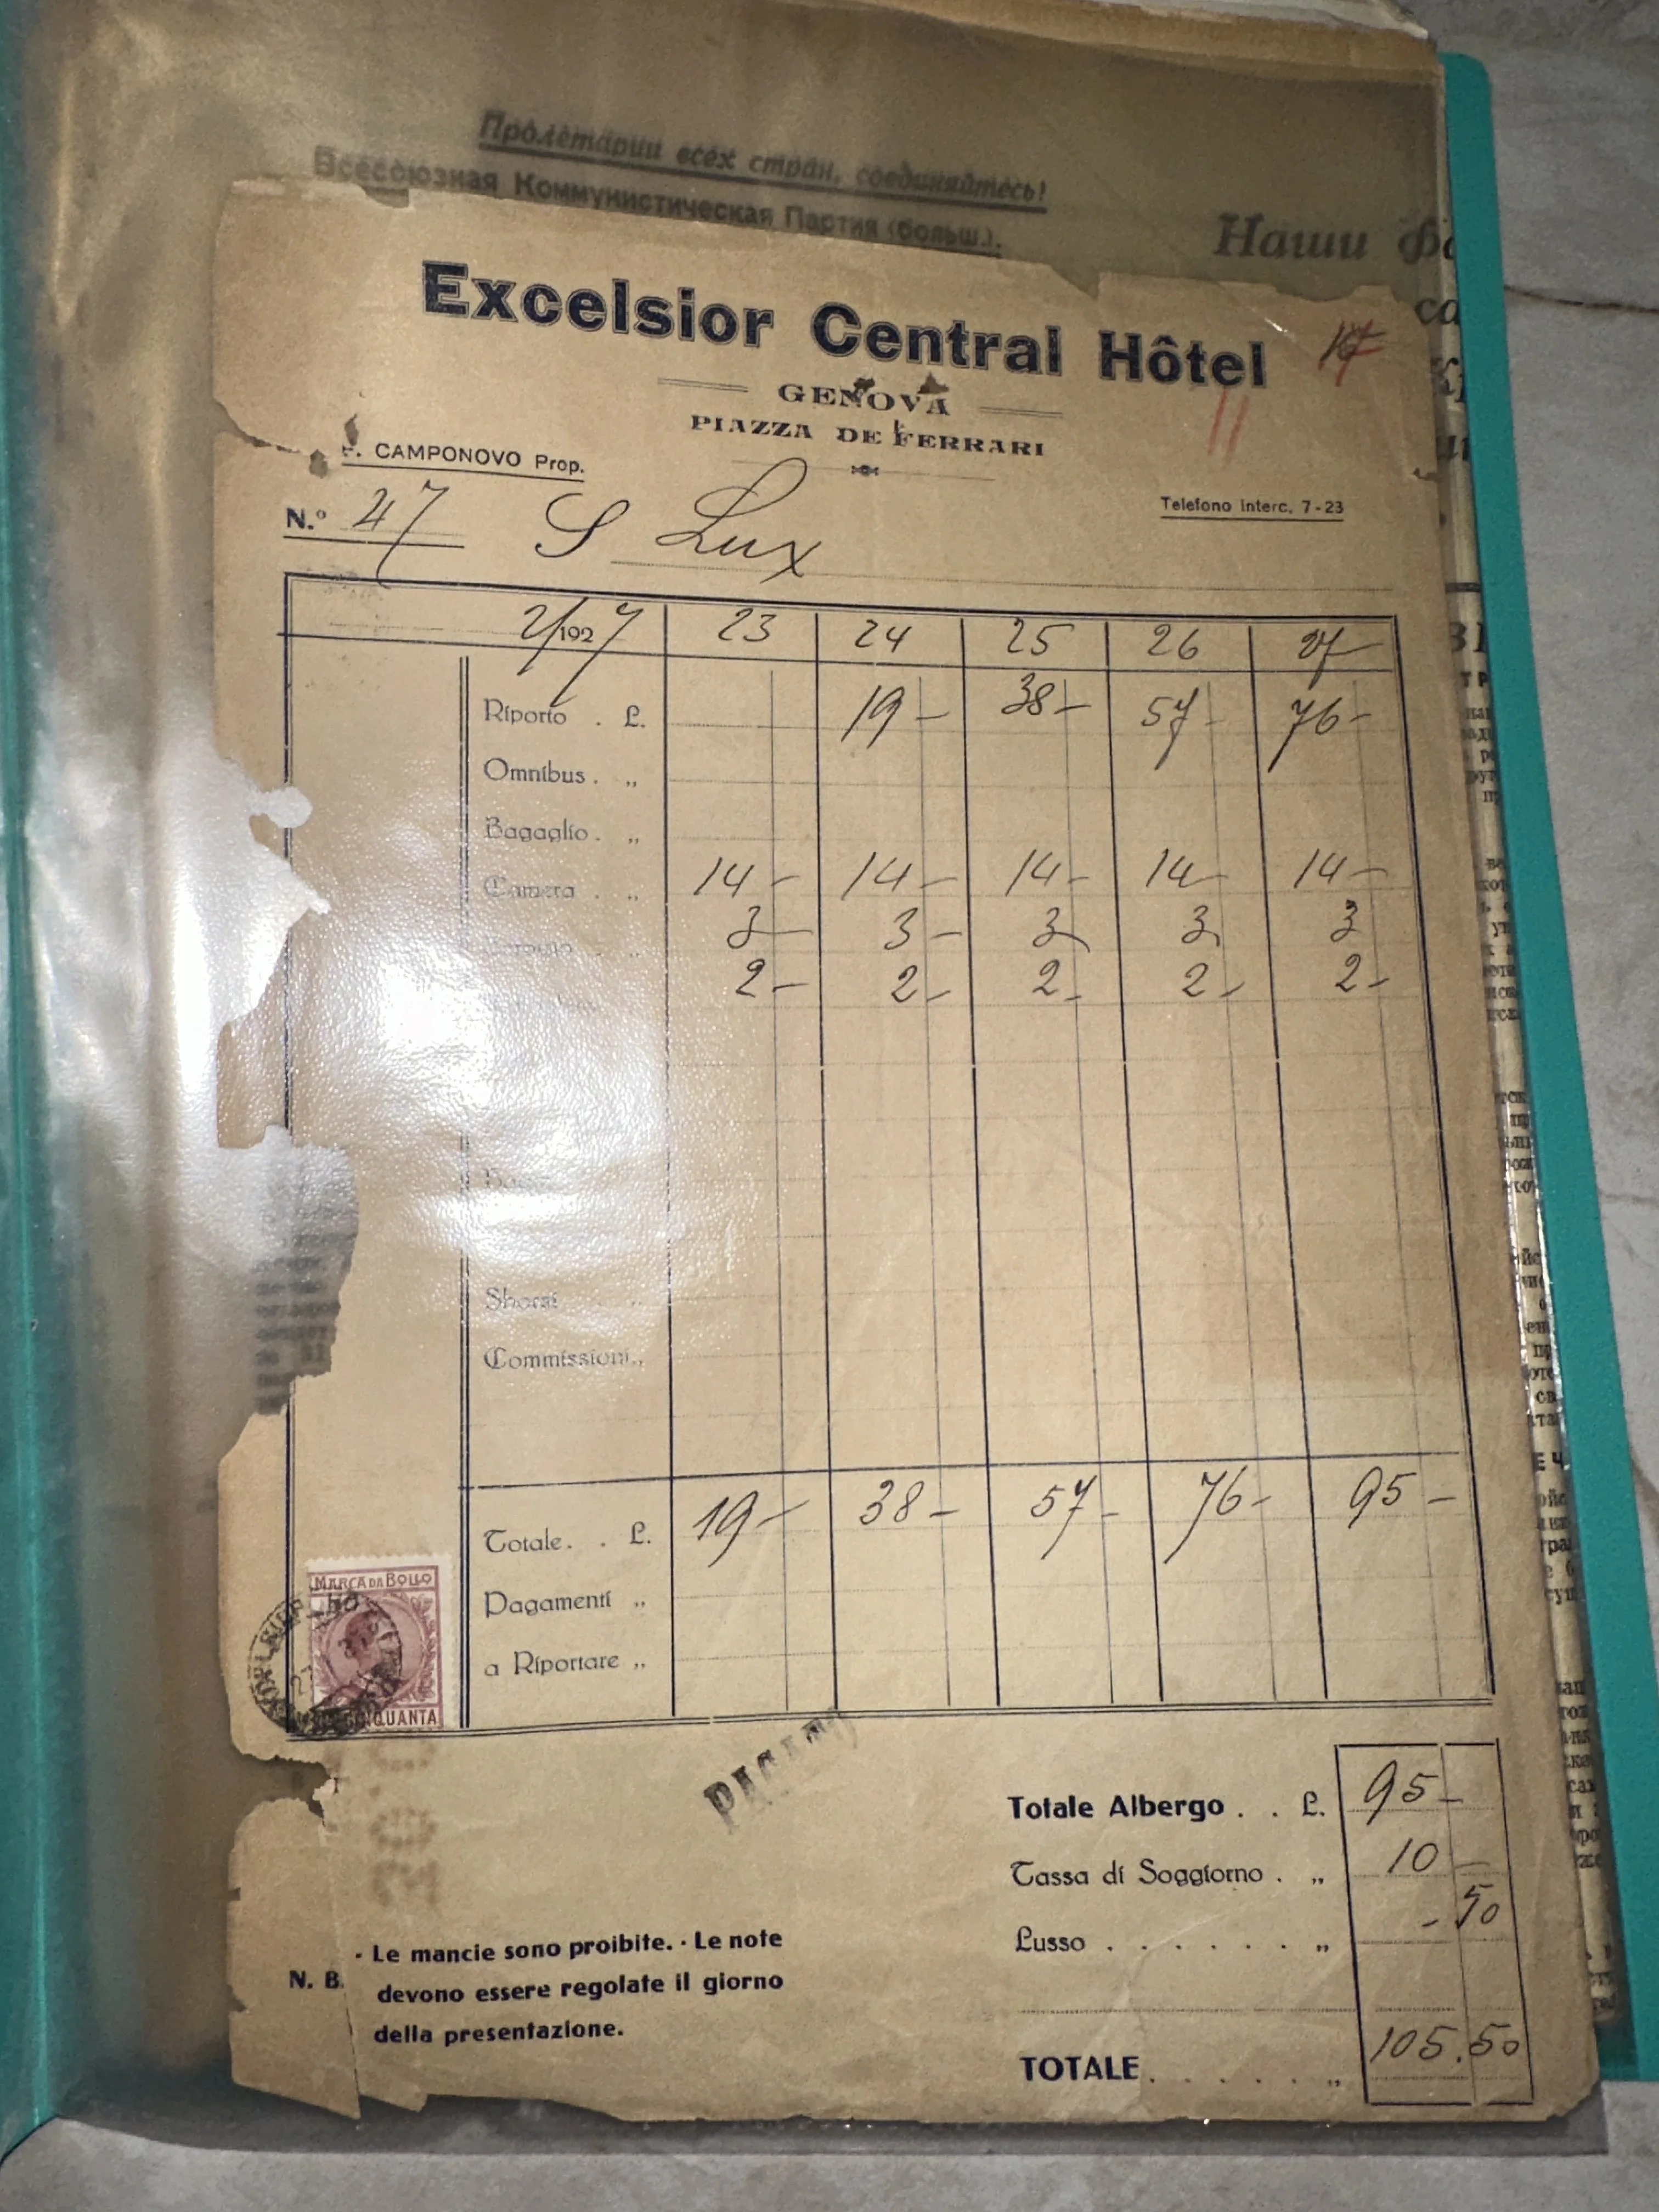 Пролетарии всех стран, соединяйтесь!
Всесоюзная Коммунистическая Партия (больш.).
Наши
Excelsior Central Hôtel
GENOVA
PIAZZA DE FERRARI
CAMPONOVO Prop.
Telefono Interc. 7-23
N.º 47 S Lux
2/1927 23 24 25 26 27
Riporto . £. 19 - 38 - 57 - 76 -
Omnibus . „
Bagaglio . „
Camera . „ 14 - 14 - 14 - 14 - 14 -
3 - 3 - 3 - 3 - 3
2 - 2 - 2 - 2 - 2 -
Commissioni . „
Totale . . £. 19 - 38 - 57 - 76 - 95 -
Pagamenti „
a Riportare „
MARCA DA BOLLO
PAGATO
Totale Albergo . . £. 95 -
Tassa di Soggiorno . „ 10 -
Lusso . . . . . . . „ - 50
TOTALE . . . . . . „ 105.50
N. B. - Le mancie sono proibite. - Le note
devono essere regolate il giorno
della presentazione.